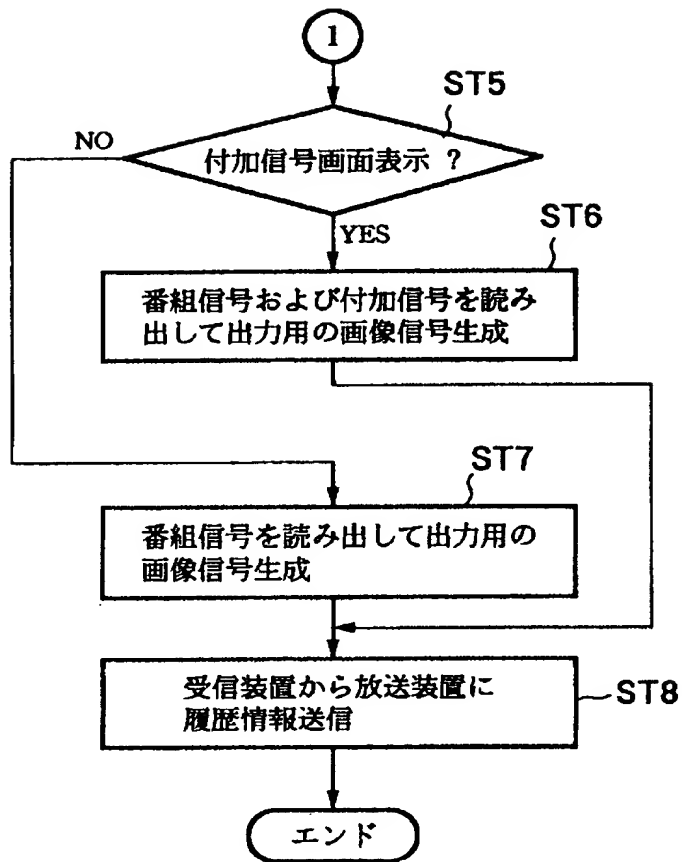 1
ST5
NO
付加信号画面表示 ?
YES
ST6
番組信号および付加信号を読み
出して出力用の画像信号生成
ST7
番組信号を読み出して出力用の
画像信号生成
受信装置から放送装置に
履歴情報送信
ST8
エンド